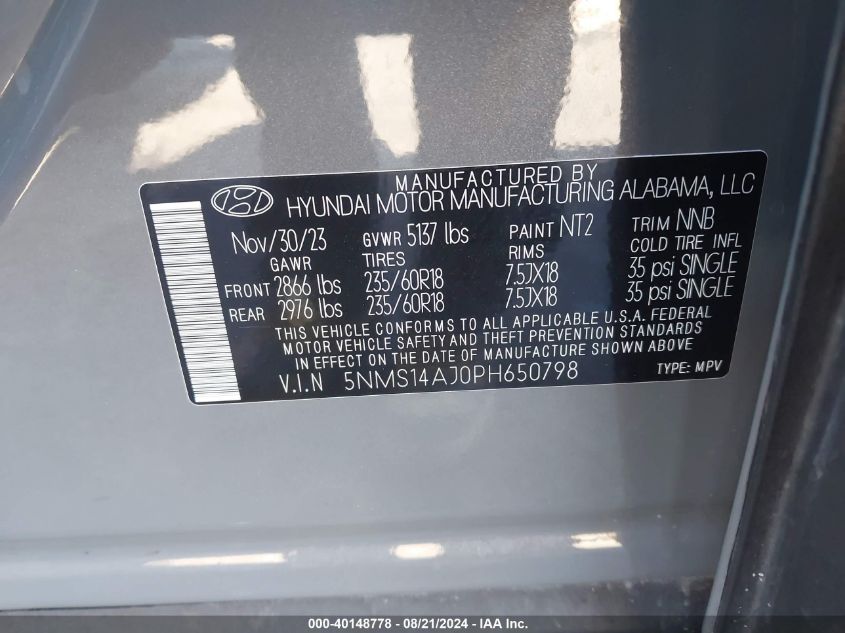 MANUFACTURED BY
HYUNDAI MOTOR MANUFACTURING ALABAMA, LLC
Nov/30/23 GVWR 5137 lbs PAINT NT2 TRIM NNB
GAWR TIRES RIMS COLD TIRE INFL
FRONT 2866 lbs 235/60R18 7.5JX18 35 psi SINGLE
REAR 2976 lbs 235/60R18 7.5JX18 35 psi SINGLE
THIS VEHICLE CONFORMS TO ALL APPLICABLE U.S.A. FEDERAL
MOTOR VEHICLE SAFETY AND THEFT PREVENTION STANDARDS
IN EFFECT ON THE DATE OF MANUFACTURE SHOWN ABOVE
V.I.N 5NMS14AJ0PH650798 TYPE: MPV
000-40148778 - 08/21/2024 - IAA Inc.